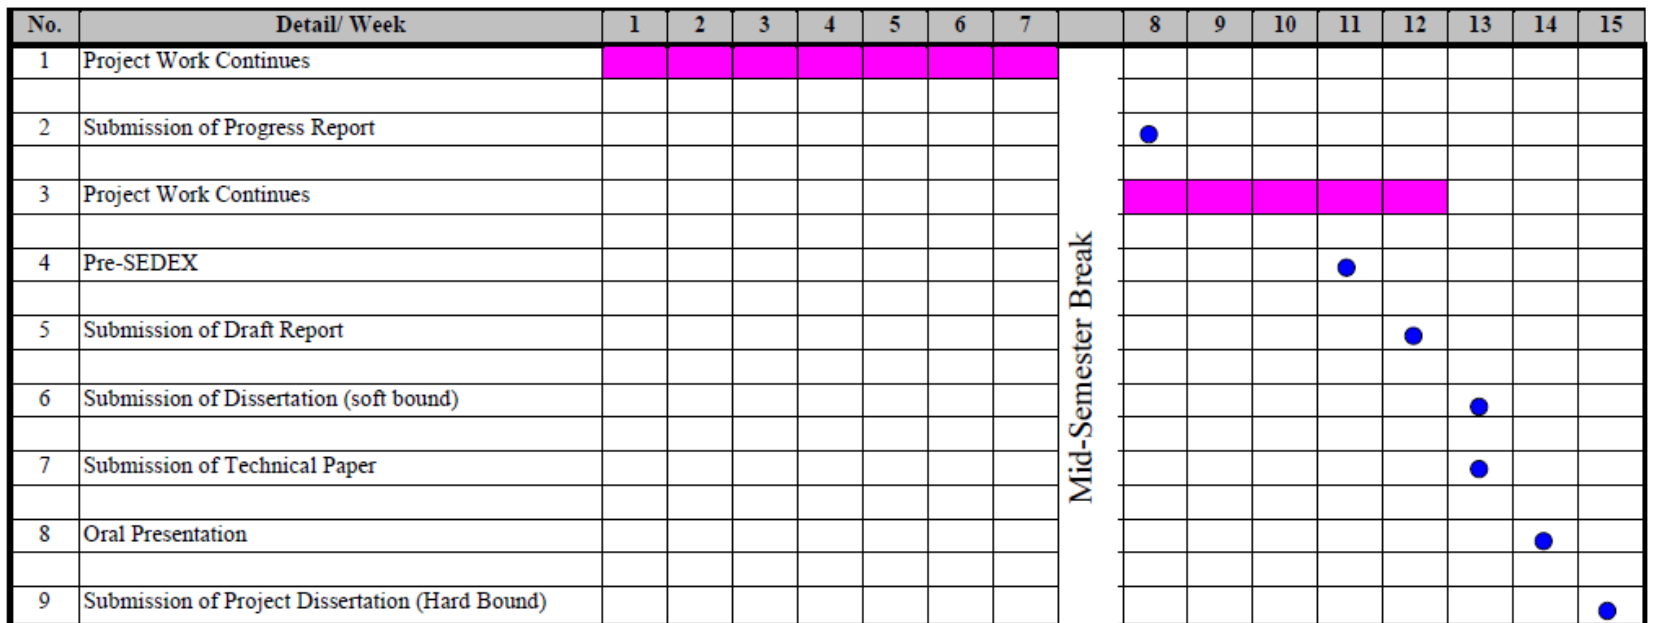 No. Detail/ Week 1 2 3 4 5 6 7 8 9 10 11 12 13 14 15
1 Project Work Continues
2 Submission of Progress Report
3 Project Work Continues
4 Pre-SEDEX
5 Submission of Draft Report
6 Submission of Dissertation (soft bound)
7 Submission of Technical Paper
8 Oral Presentation
9 Submission of Project Dissertation (Hard Bound)
Mid-Semester Break